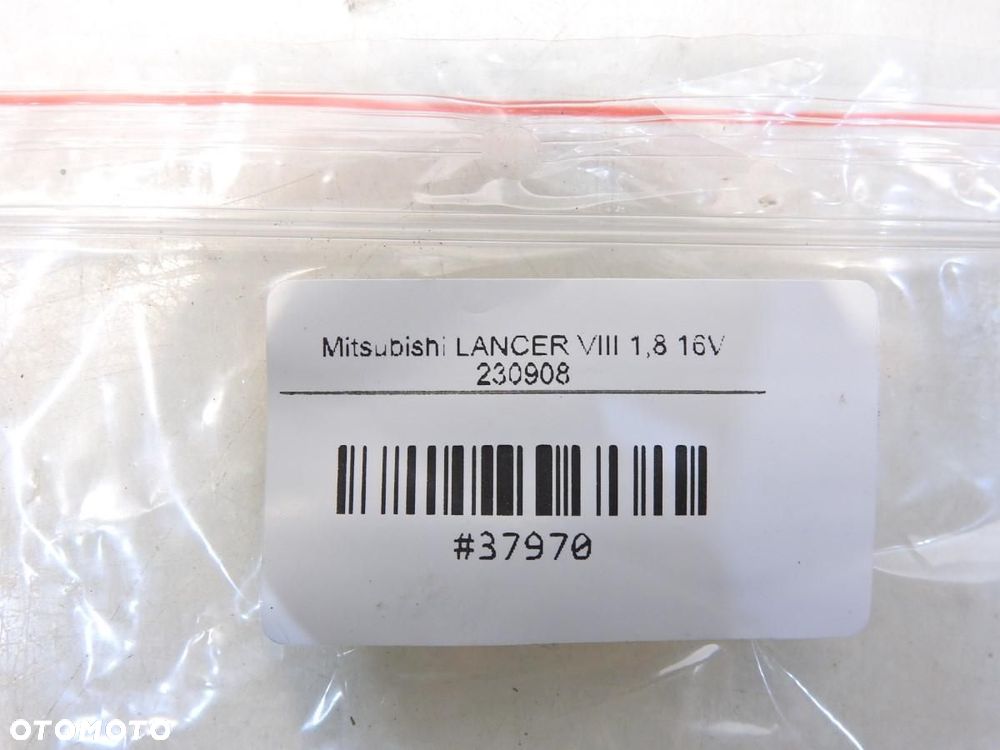 Mitsubishi LANCER VIII 1,8 16V
230908
#37970
OTOMOTO